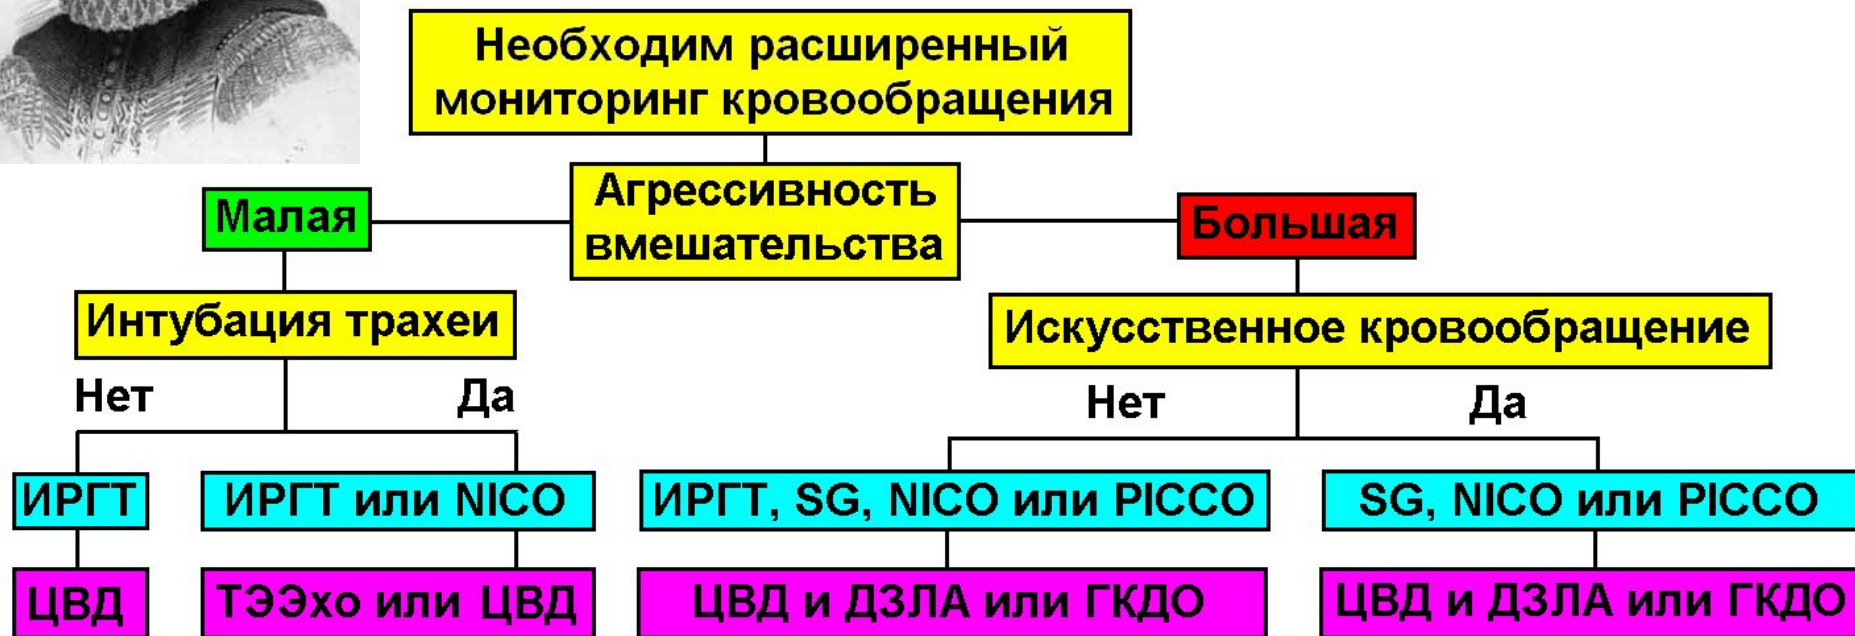 Необходим расширенный
мониторинг кровообращения
Агрессивность
вмешательства
Малая
Большая
Интубация трахеи
Искусственное кровообращение
Нет
Да
Нет
Да
ИРГТ
ИРГТ или NICO
ИРГТ, SG, NICO или PICCO
SG, NICO или PICCO
ЦВД
ТЭЭхо или ЦВД
ЦВД и ДЗЛА или ГКДО
ЦВД и ДЗЛА или ГКДО